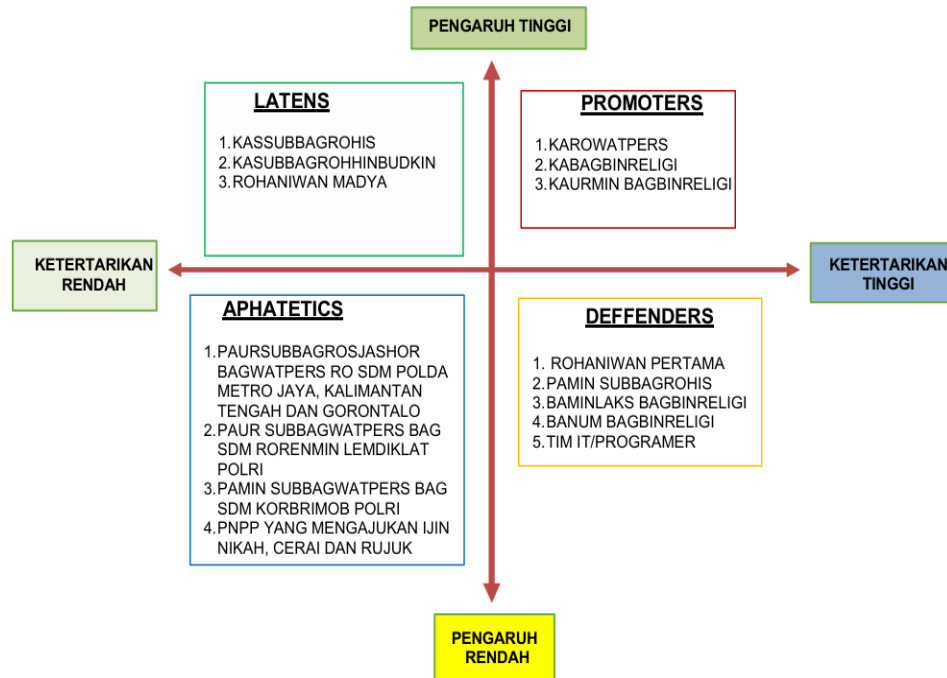 PENGARUH TINGGI
LATENS
1.KASSUBBAGROHIS
2.KASUBBAGROHHINBUDKIN
3.ROHANIWAN MADYA
PROMOTERS
1.KAROWATPERS
2.KABAGBINRELIGI
3.KAURMIN BAGBINRELIGI
KETERTARIKAN
RENDAH
KETERTARIKAN
TINGGI
APHATETICS
1.PAURSUBBAGROSJASHOR
BAGWATPERS RO SDM POLDA
METRO JAYA, KALIMANTAN
TENGAH DAN GORONTALO
2.PAUR SUBBAGWATPERS BAG
SDM RORENMIN LEMDIKLAT
POLRI
3.PAMIN SUBBAGWATPERS BAG
SDM KORBRIMOB POLRI
4.PNPP YANG MENGAJUKAN IJIN
NIKAH, CERAI DAN RUJUK
DEFFENDERS
1. ROHANIWAN PERTAMA
2.PAMIN SUBBAGROHIS
3.BAMINLAKS BAGBINRELIGI
4.BANUM BAGBINRELIGI
5.TIM IT/PROGRAMER
PENGARUH
RENDAH